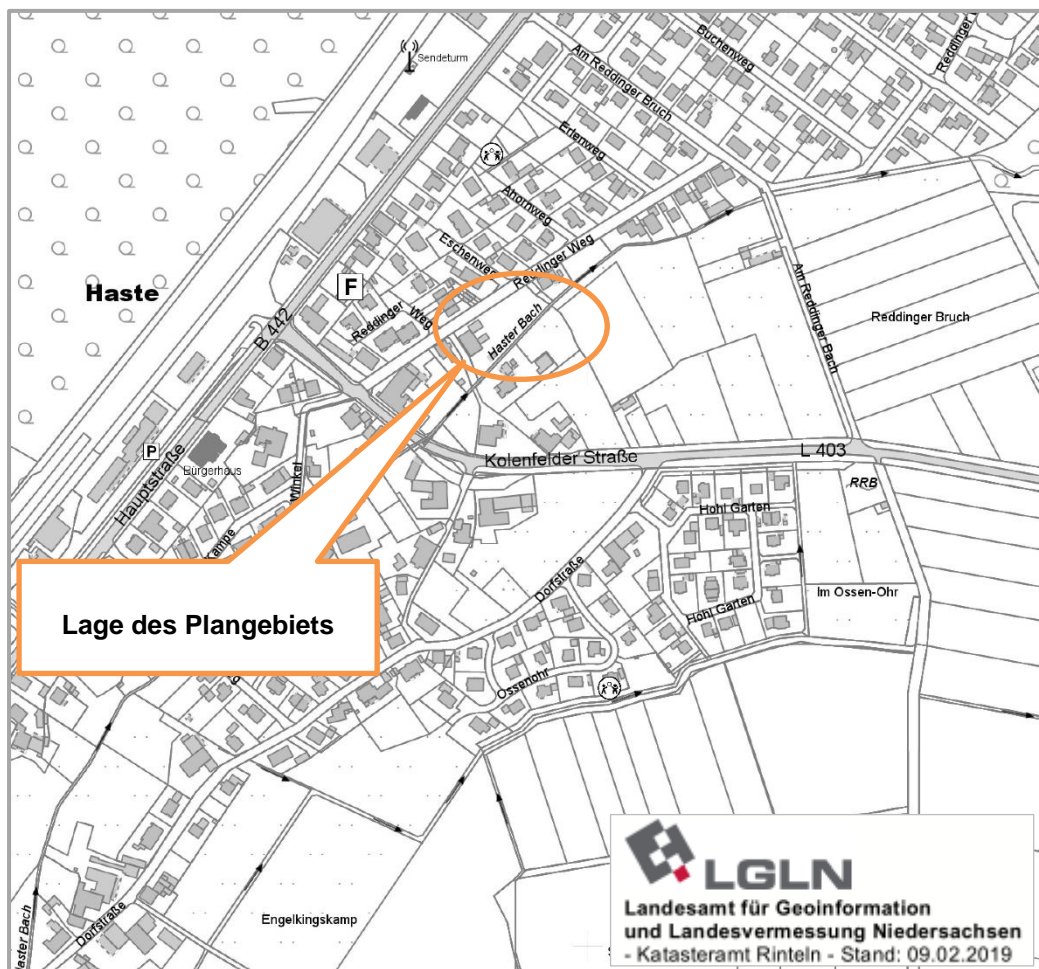 Sendeturm
Buchenweg
Reddinger
Am Reddinger Bruch
Erlenweg
Ahornweg
Eschenweg
Reddinger Weg
Haste
F
B 442
Reddinger Weg
Haster Bach
Am Reddinger Bach
Reddinger Bruch
P
Bürgerhaus
Hauptstraße
Winkel
Kolenfelder Straße
L 403
RRB
Hohl Garten
Kampe
Dorfstraße
Im Ossen-Ohr
Hohl Garten
Lage des Plangebiets
Ossenohr
Engelkingskamp
Dorfstraße
Haster Bach
LGLN
Landesamt für Geoinformation
und Landesvermessung Niedersachsen
- Katasteramt Rinteln - Stand: 09.02.2019